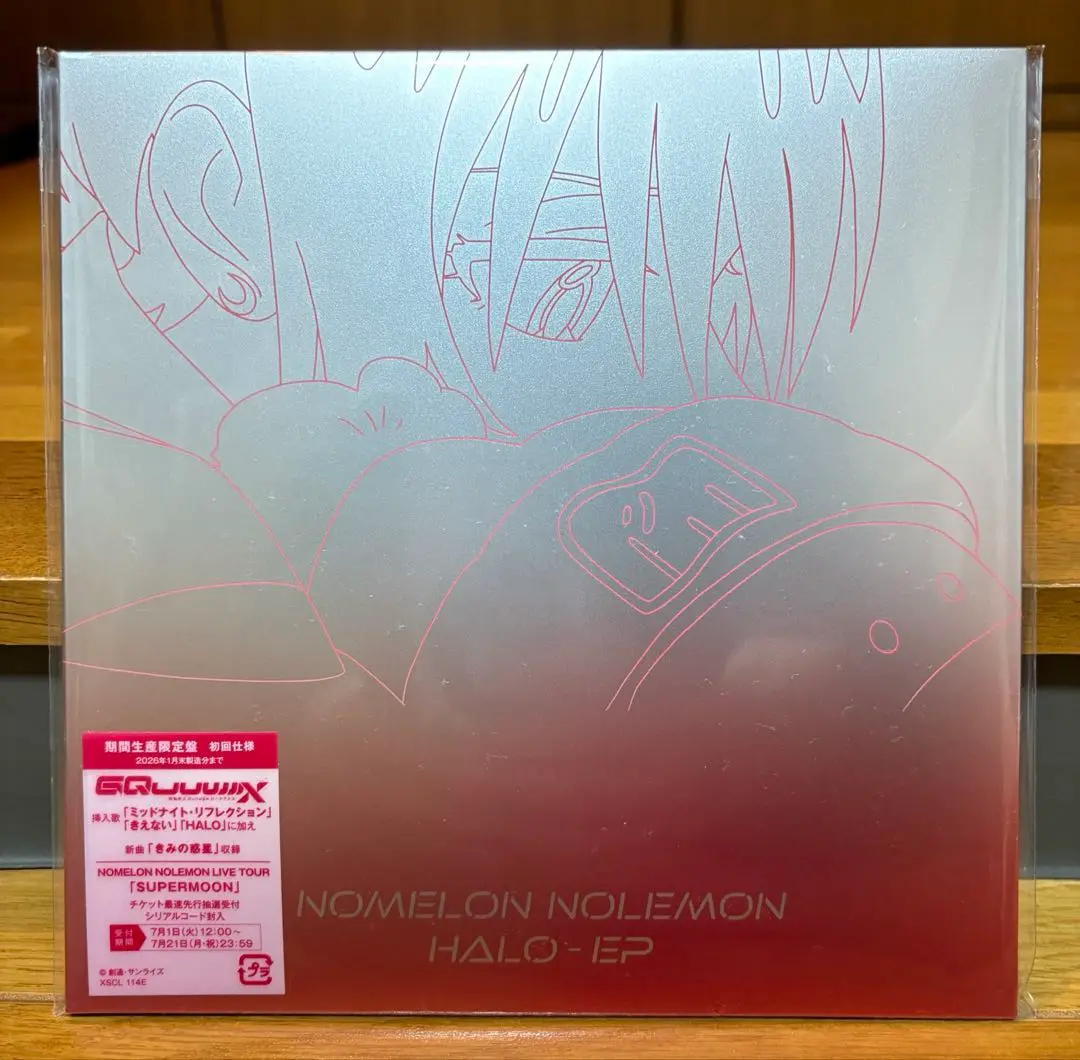 期間生産限定盤 初回仕様
2026年1月末製造分まで
GQuuuuuuX
挿入歌「ミッドナイト・リフレクション」
「きえない」「HALO」に加え
新曲「きみの惑星」収録
NOMELON NOLEMON LIVE TOUR
「SUPERMOON」
チケット最速先行抽選受付
シリアルコード封入
受付期間 7月1日(火)12:00〜
7月21日(月・祝)23:59
© 創通・サンライズ
XSCL 114E
プラ
NOMELON NOLEMON
HALO - EP